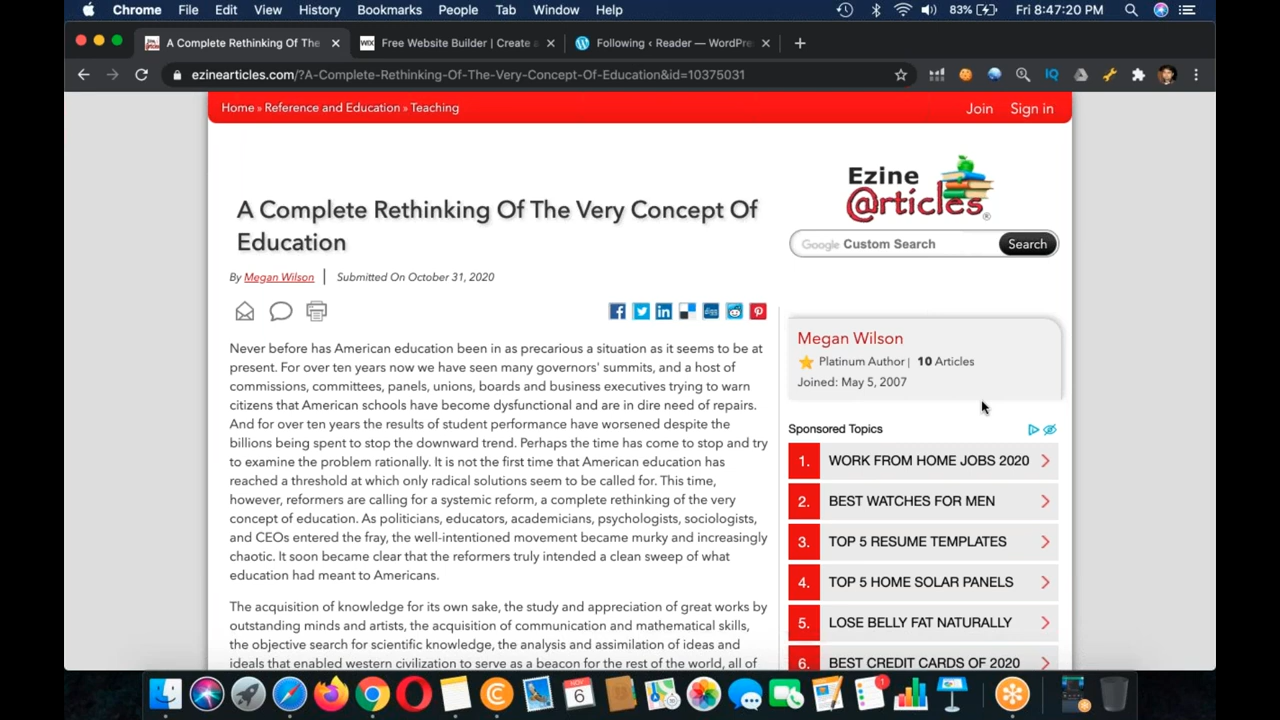 Chrome File Edit View History Bookmarks People Tab Window Help 83% Fri 8:47:20 PM
A Complete Rethinking Of The
WIX Free Website Builder | Create a
Following ‹ Reader — WordPre
ezinearticles.com/?A-Complete-Rethinking-Of-The-Very-Concept-Of-Education&id=10375031
IQ
Home » Reference and Education » Teaching
Join Sign in
Ezine
@rticles
®
Google Custom Search Search
A Complete Rethinking Of The Very Concept Of
Education
By Megan Wilson | Submitted On October 31, 2020
digg
Never before has American education been in as precarious a situation as it seems to be at
present. For over ten years now we have seen many governors' summits, and a host of
commissions, committees, panels, unions, boards and business executives trying to warn
citizens that American schools have become dysfunctional and are in dire need of repairs.
And for over ten years the results of student performance have worsened despite the
billions being spent to stop the downward trend. Perhaps the time has come to stop and try
to examine the problem rationally. It is not the first time that American education has
reached a threshold at which only radical solutions seem to be called for. This time,
however, reformers are calling for a systemic reform, a complete rethinking of the very
concept of education. As politicians, educators, academicians, psychologists, sociologists,
and CEOs entered the fray, the well-intentioned movement became murky and increasingly
chaotic. It soon became clear that the reformers truly intended a clean sweep of what
education had meant to Americans.
The acquisition of knowledge for its own sake, the study and appreciation of great works by
outstanding minds and artists, the acquisition of communication and mathematical skills,
the objective search for scientific knowledge, the analysis and assimilation of ideas and
ideals that enabled western civilization to serve as a beacon for the rest of the world, all of
Megan Wilson
Platinum Author | 10 Articles
Joined: May 5, 2007
Sponsored Topics
1. WORK FROM HOME JOBS 2020
2. BEST WATCHES FOR MEN
3. TOP 5 RESUME TEMPLATES
4. TOP 5 HOME SOLAR PANELS
5. LOSE BELLY FAT NATURALLY
6. BEST CREDIT CARDS OF 2020
NOV
6
1